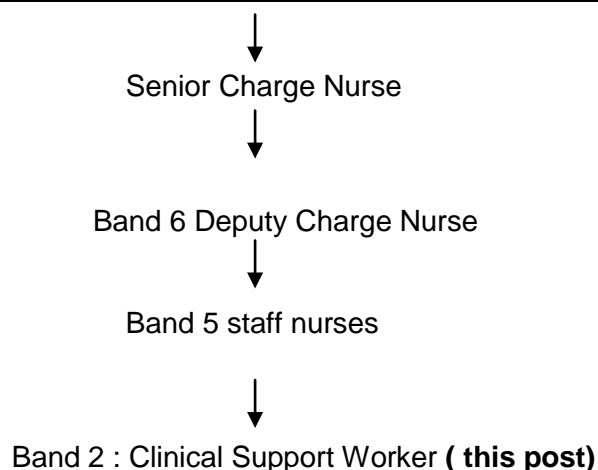 Senior Charge Nurse
Band 6 Deputy Charge Nurse
Band 5 staff nurses
Band 2 : Clinical Support Worker ( this post)